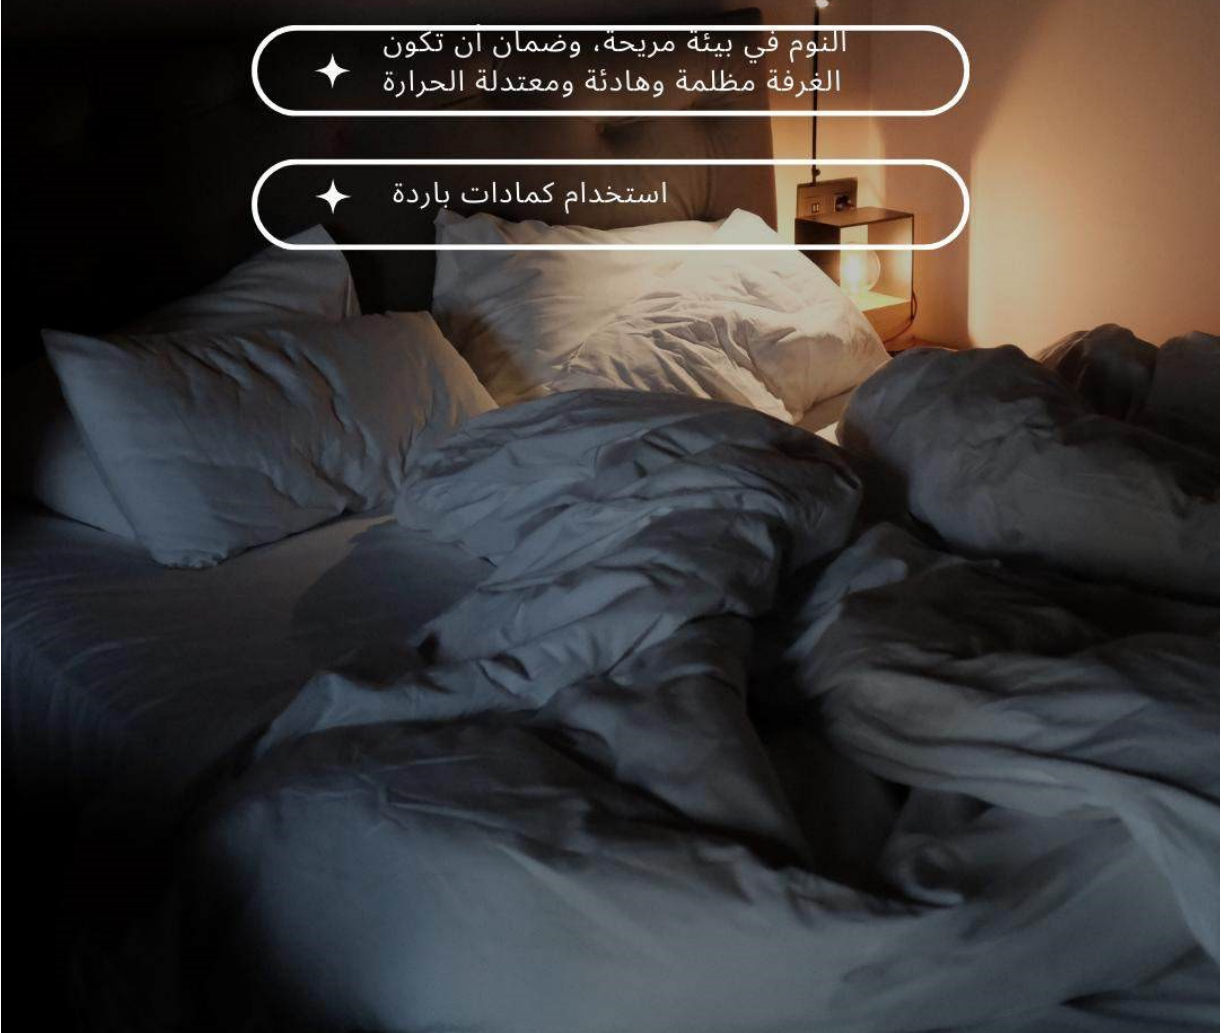 النوم في بيئة مريحة، وضمان أن تكون
الغرفة مظلمة وهادئة ومعتدلة الحرارة
استخدام كمادات باردة